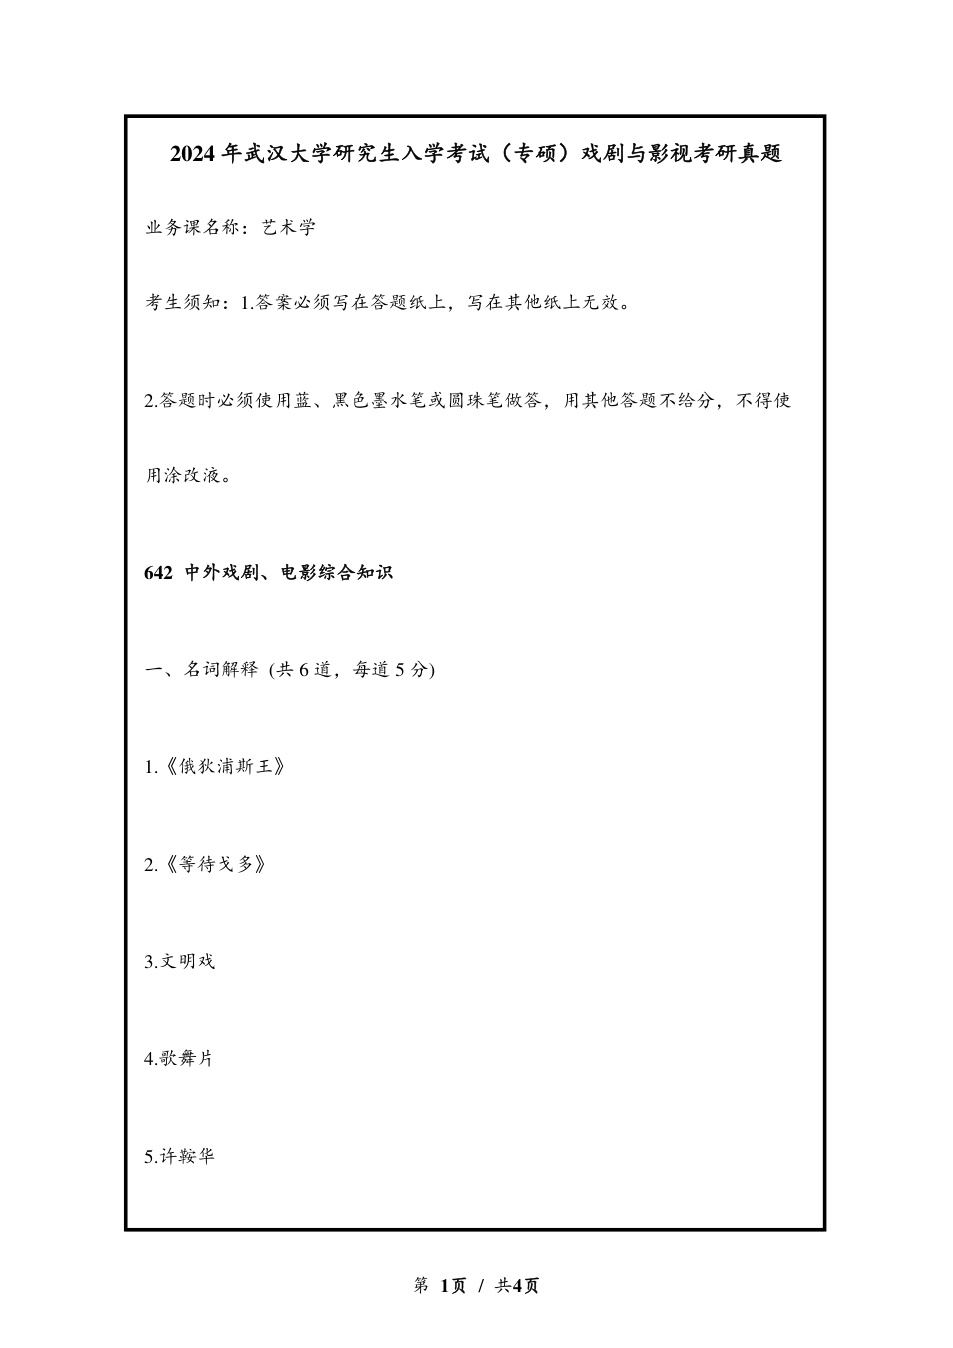 2024 年武汉大学研究生入学考试（专硕）戏剧与影视考研真题
业务课名称：艺术学
考生须知：1.答案必须写在答题纸上，写在其他纸上无效。
2.答题时必须使用蓝、黑色墨水笔或圆珠笔做答，用其他答题不给分，不得使
用涂改液。
642 中外戏剧、电影综合知识
一、名词解释 (共 6 道，每道 5 分)
1.《俄狄浦斯王》
2.《等待戈多》
3.文明戏
4.歌舞片
5.许鞍华
第 1页 / 共4页